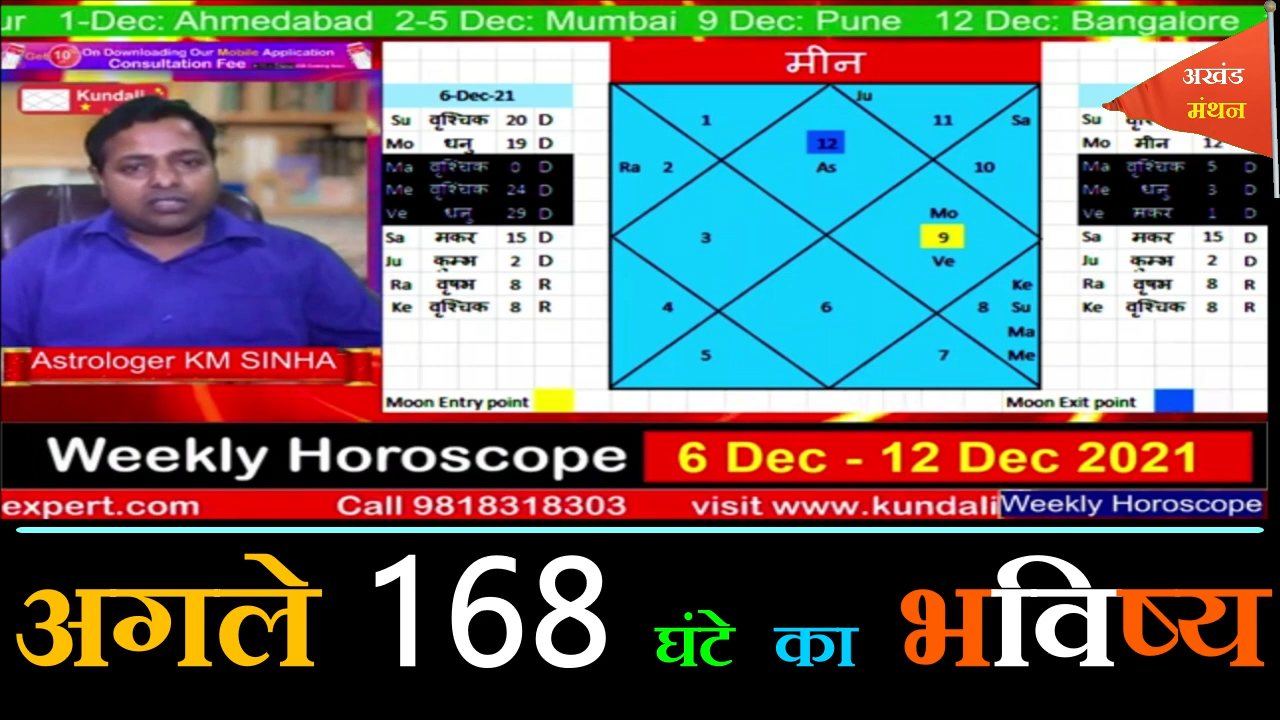 ur 1-Dec: Ahmedabad 2-5 Dec: Mumbai 9 Dec: Pune 12 Dec: Bangalore
Get 10% On Downloading Our Mobile Application
Consultation Fee
Kundali
मीन
अखंड
मंथन
6-Dec-21
Su वृश्चिक 20 D
Mo धनु 19 D
Ma वृश्चिक 0 D
Me वृश्चिक 24 D
Ve धनु 29 D
Sa मकर 15 D
Ju कुम्भ 2 D
Ra वृषभ 8 R
Ke वृश्चिक 8 R
Ju
1
11
Sa
12
As
Ra 2
10
Mo
9
Ve
3
Ke
4
6
8 Su
Ma
5
7
Me
Su
Mo मीन 12
Ma वृश्चिक 5 D
Me धनु 3 D
Ve मकर 1 D
Sa मकर 15 D
Ju कुम्भ 2 D
Ra वृषभ 8 R
Ke वृश्चिक 8 R
Moon Entry point
Moon Exit point
Astrologer KM SINHA
Weekly Horoscope 6 Dec - 12 Dec 2021
expert.com Call 9818318303 visit www.kundali Weekly Horoscope
अगले 168 घंटे का भविष्य